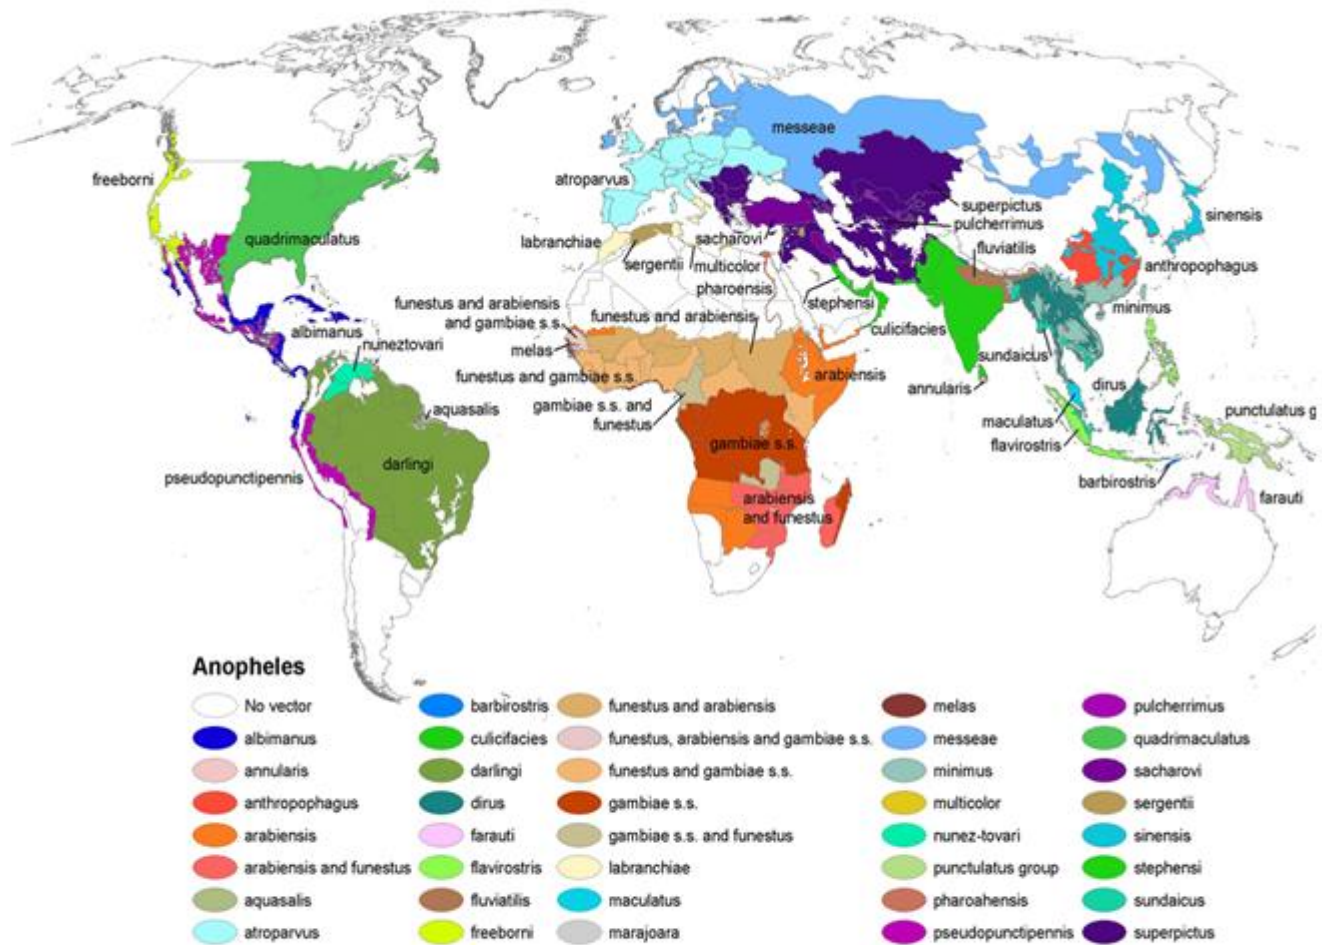 messeae
freeborni
atroparvus
superpictus
pulcherrimus
sinensis
quadrimaculatus
labranchiae
sacharovi
fluviatilis
sergentii
multicolor
anthropophagus
pharoensis
stephensi
funestus and arabiensis
and gambiae s.s.
funestus and arabiensis
minimus
albimanus
culicifacies
nuneztovari
melas
sundaicus
funestus and gambiae s.s.
arabiensis
annularis
dirus
aquasalis
gambiae s.s. and
funestus
maculatus
punctulatus g
gambiae s.s.
flavirostris
darlingi
pseudopunctipennis
barbirostris
arabiensis
and funestus
farauti
Anopheles
No vector
albimanus
annularis
anthropophagus
arabiensis
arabiensis and funestus
aquasalis
atroparvus
barbirostris
culicifacies
darlingi
dirus
farauti
flavirostris
fluviatilis
freeborni
funestus and arabiensis
funestus, arabiensis and gambiae s.s.
funestus and gambiae s.s.
gambiae s.s.
gambiae s.s. and funestus
labranchiae
maculatus
marajoara
melas
messeae
minimus
multicolor
nunez-tovari
punctulatus group
pharoahensis
pseudopunctipennis
pulcherrimus
quadrimaculatus
sacharovi
sergentii
sinensis
stephensi
sundaicus
superpictus